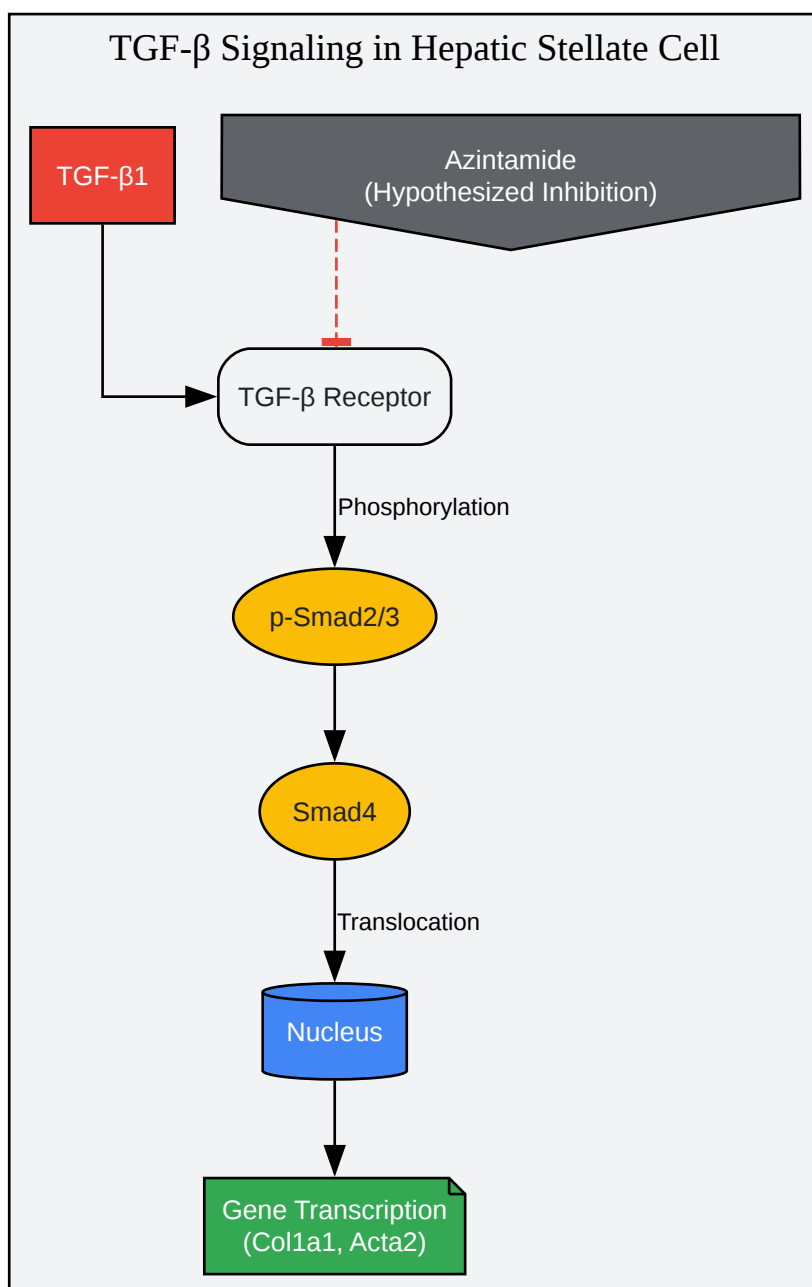 TGF-β Signaling in Hepatic Stellate Cell
TGF-β1
Azintamide
(Hypothesized Inhibition)
TGF-β Receptor
Phosphorylation
p-Smad2/3
Smad4
Translocation
Nucleus
Gene Transcription
(Col1a1, Acta2)